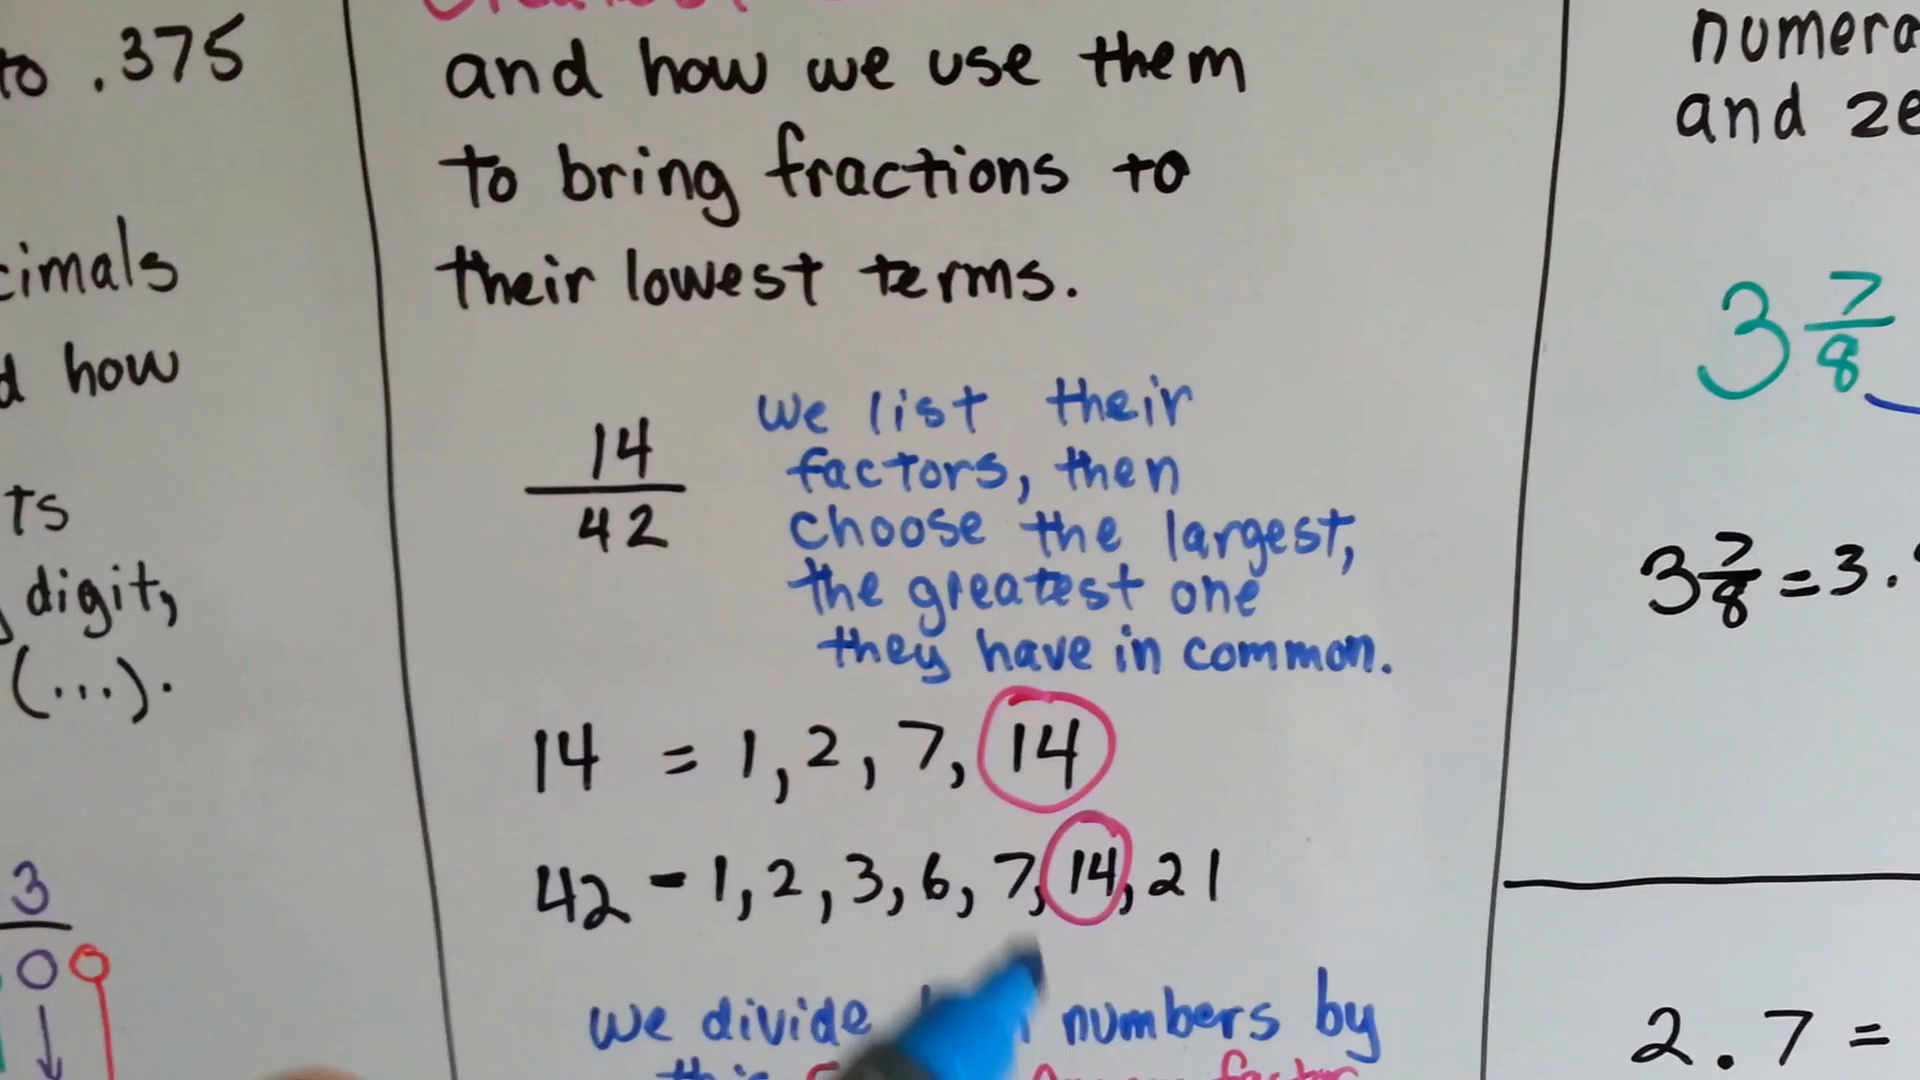 to .375
cimals
d how
ts
digit,
(...).
3
0 0
and how we use them
to bring fractions to
their lowest terms.
14
42
we list their
factors, then
choose the largest,
the greatest one
they have in common.
14 = 1, 2, 7, 14
42 - 1, 2, 3, 6, 7, 14, 21
we divide numbers by
factor
numera
and ze
3 7/8
3 7/8 = 3.
2.7 =